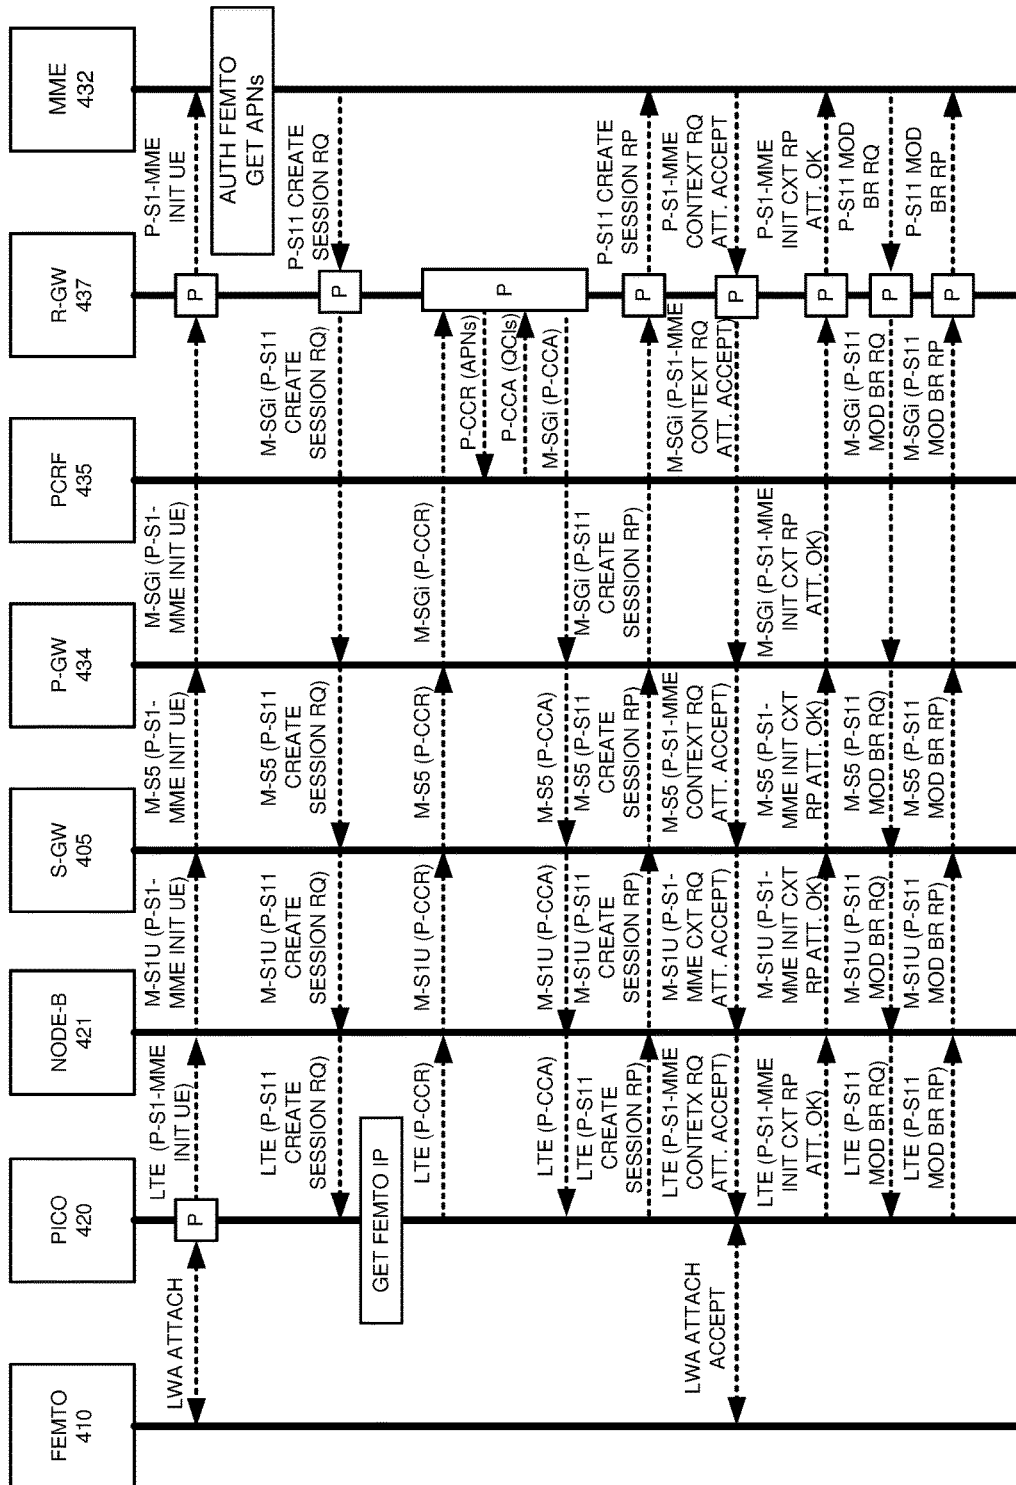 FEMTO
410
PICO
420
NODE-B
421
S-GW
405
P-GW
434
PCRF
435
R-GW
437
MME
432
LWA ATTACH
P
LTE (P-S1-MME
INIT UE)
M-S1U (P-S1-
MME INIT UE)
M-S5 (P-S1-
MME INIT UE)
M-SGi (P-S1-
MME INIT UE)
P
P-S1-MME
INIT UE
AUTH FEMTO
GET APNs
LTE (P-S11
CREATE
SESSION RQ)
M-S1U (P-S11
CREATE
SESSION RQ)
M-S5 (P-S11
CREATE
SESSION RQ)
M-SGi (P-S11
CREATE
SESSION RQ)
P
P-S11 CREATE
SESSION RQ
GET FEMTO IP
LTE (P-CCR)
M-S1U (P-CCR)
M-S5 (P-CCR)
M-SGi (P-CCR)
P-CCR (APNs)
P-CCA (QCIs)
P
LTE (P-CCA)
M-S1U (P-CCA)
M-S5 (P-CCA)
M-SGi (P-CCA)
LTE (P-S11
CREATE
SESSION RP)
M-S1U (P-S11
CREATE
SESSION RP)
M-S5 (P-S11
CREATE
SESSION RP)
M-SGi (P-S11
CREATE
SESSION RP)
P
P-S11 CREATE
SESSION RP
LWA ATTACH
ACCEPT
LTE (P-S1-MME
CONTETX RQ
ATT. ACCEPT)
M-S1U (P-S1-
MME CXT RQ
ATT. ACCEPT)
M-S5 (P-S1-MME
CONTEXT RQ
ATT. ACCEPT)
M-SGi (P-S1-MME
CONTEXT RQ
ATT. ACCEPT)
P
P-S1-MME
CONTEXT RQ
ATT. ACCEPT
LTE (P-S1-MME
INIT CXT RP
ATT. OK)
M-S1U (P-S1-
MME INIT CXT
RP ATT. OK)
M-S5 (P-S1-
MME INIT CXT
RP ATT. OK)
M-SGi (P-S1-MME
INIT CXT RP
ATT. OK)
P
P-S1-MME
INIT CXT RP
ATT. OK
LTE (P-S11
MOD BR RQ)
M-S1U (P-S11
MOD BR RQ)
M-S5 (P-S11
MOD BR RQ)
M-SGi (P-S11
MOD BR RQ
P
P-S11 MOD
BR RQ
LTE (P-S11
MOD BR RP)
M-S1U (P-S11
MOD BR RP)
M-S5 (P-S11
MOD BR RP)
M-SGi (P-S11
MOD BR RP
P
P-S11 MOD
BR RP